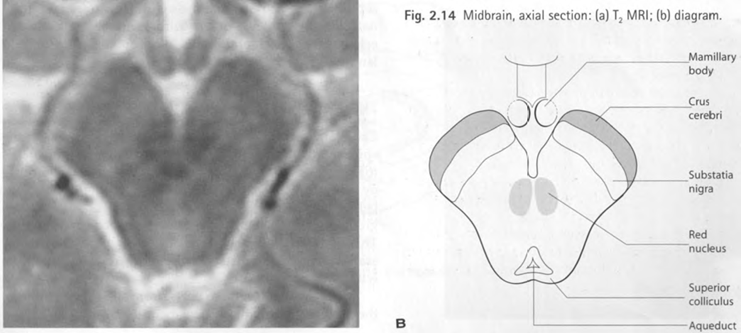 Fig. 2.14 Midbrain, axial section: (a) T₂ MRI; (b) diagram.
Mamillary
body
Crus
cerebri
Substatia
nigra
Red
nucleus
Superior
colliculus
B
Aqueduct